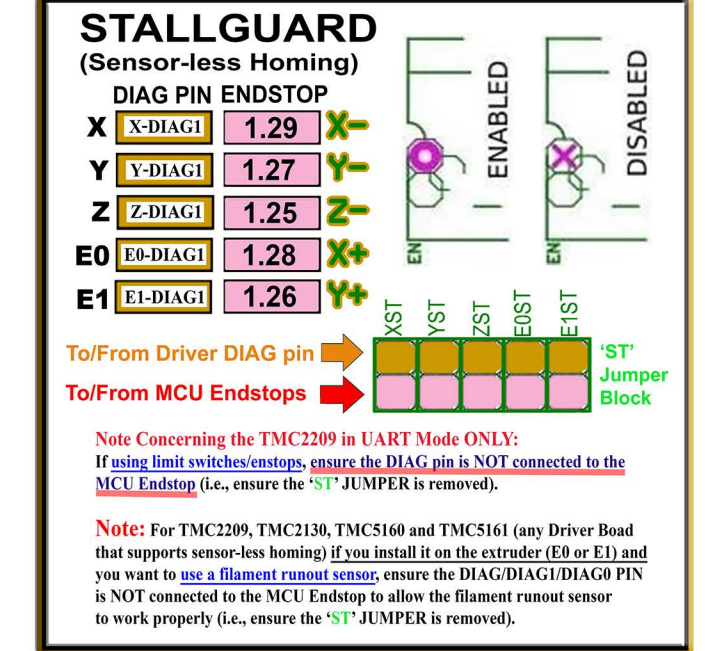 STALLGUARD
(Sensor-less Homing)
DIAG PIN ENDSTOP
X X-DIAG1 1.29 X-
Y Y-DIAG1 1.27 Y-
Z Z-DIAG1 1.25 Z-
E0 E0-DIAG1 1.28 X+
E1 E1-DIAG1 1.26 Y+
ENABLED
EN
DISABLED
EN
XST YST ZST E0ST E1ST
To/From Driver DIAG pin
To/From MCU Endstops
‘ST’
Jumper
Block
Note Concerning the TMC2209 in UART Mode ONLY:
If using limit switches/enstops, ensure the DIAG pin is NOT connected to the
MCU Endstop (i.e., ensure the ‘ST’ JUMPER is removed).
Note: For TMC2209, TMC2130, TMC5160 and TMC5161 (any Driver Boad
that supports sensor-less homing) if you install it on the extruder (E0 or E1) and
you want to use a filament runout sensor, ensure the DIAG/DIAG1/DIAG0 PIN
is NOT connected to the MCU Endstop to allow the filament runout sensor
to work properly (i.e., ensure the ‘ST’ JUMPER is removed).